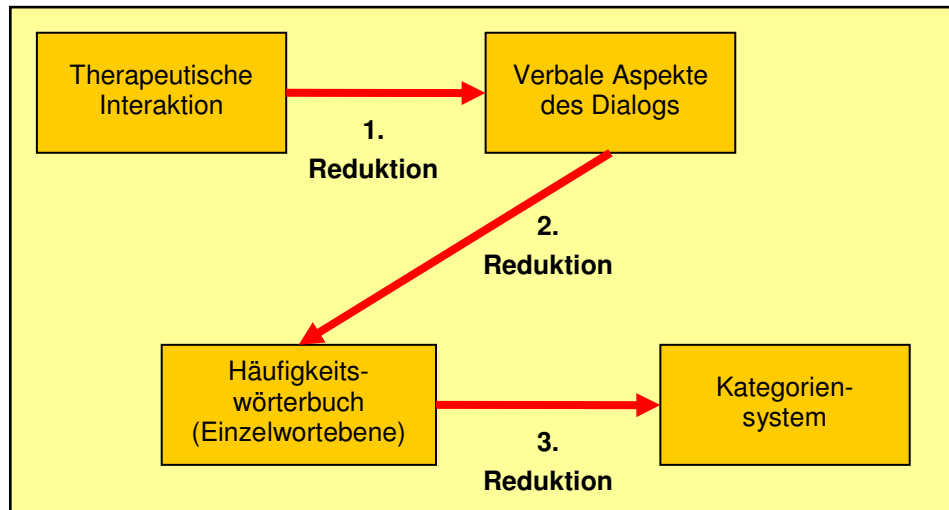 Therapeutische
Interaktion
Verbale Aspekte
des Dialogs
1.
Reduktion
2.
Reduktion
Häufigkeits-
wörterbuch
(Einzelwortebene)
Kategorien-
system
3.
Reduktion